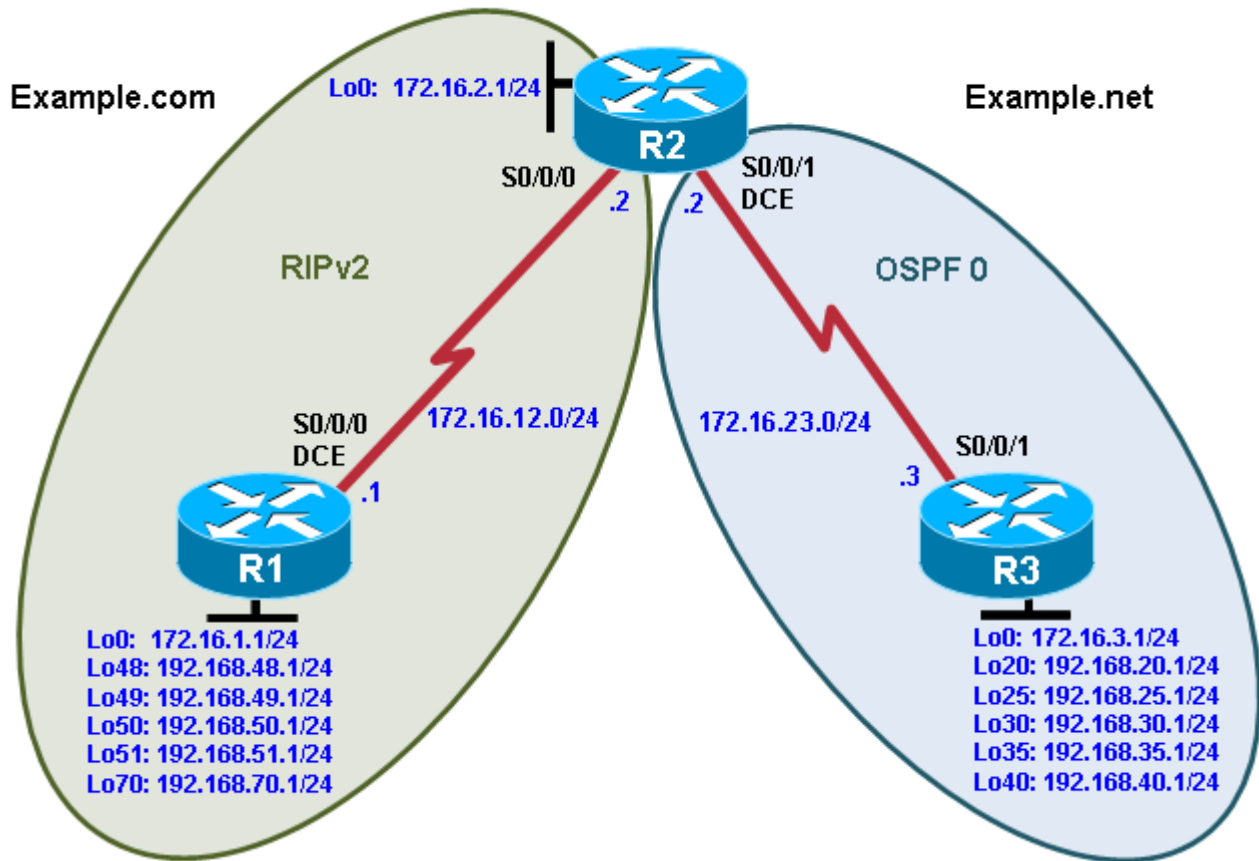 Example.com
Lo0: 172.16.2.1/24
R2
Example.net
S0/0/0
.2
.2
S0/0/1
DCE
RIPv2
OSPF 0
S0/0/0
DCE
172.16.12.0/24
.1
172.16.23.0/24
S0/0/1
.3
R1
Lo0: 172.16.1.1/24
Lo48: 192.168.48.1/24
Lo49: 192.168.49.1/24
Lo50: 192.168.50.1/24
Lo51: 192.168.51.1/24
Lo70: 192.168.70.1/24
R3
Lo0: 172.16.3.1/24
Lo20: 192.168.20.1/24
Lo25: 192.168.25.1/24
Lo30: 192.168.30.1/24
Lo35: 192.168.35.1/24
Lo40: 192.168.40.1/24